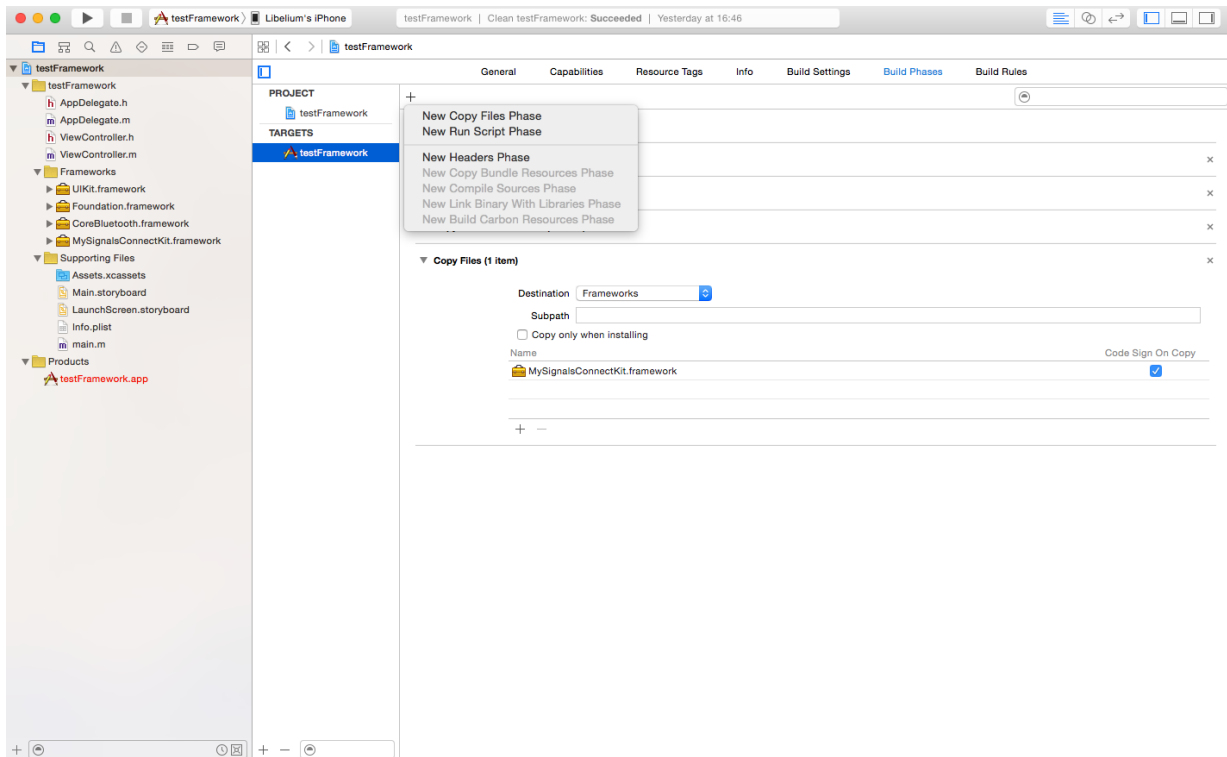 testFramework
Libelium's iPhone
testFramework | Clean testFramework: Succeeded | Yesterday at 16:46
testFramework
testFramework
testFramework
AppDelegate.h
AppDelegate.m
ViewController.h
ViewController.m
Frameworks
UIKit.framework
Foundation.framework
CoreBluetooth.framework
MySignalsConnectKit.framework
Supporting Files
Assets.xcassets
Main.storyboard
LaunchScreen.storyboard
Info.plist
main.m
Products
testFramework.app
General Capabilities Resource Tags Info Build Settings Build Phases Build Rules
PROJECT
testFramework
TARGETS
testFramework
New Copy Files Phase
New Run Script Phase
New Headers Phase
New Copy Bundle Resources Phase
New Compile Sources Phase
New Link Binary With Libraries Phase
New Build Carbon Resources Phase
Copy Files (1 item)
Destination Frameworks
Subpath
Copy only when installing
Name Code Sign On Copy
MySignalsConnectKit.framework